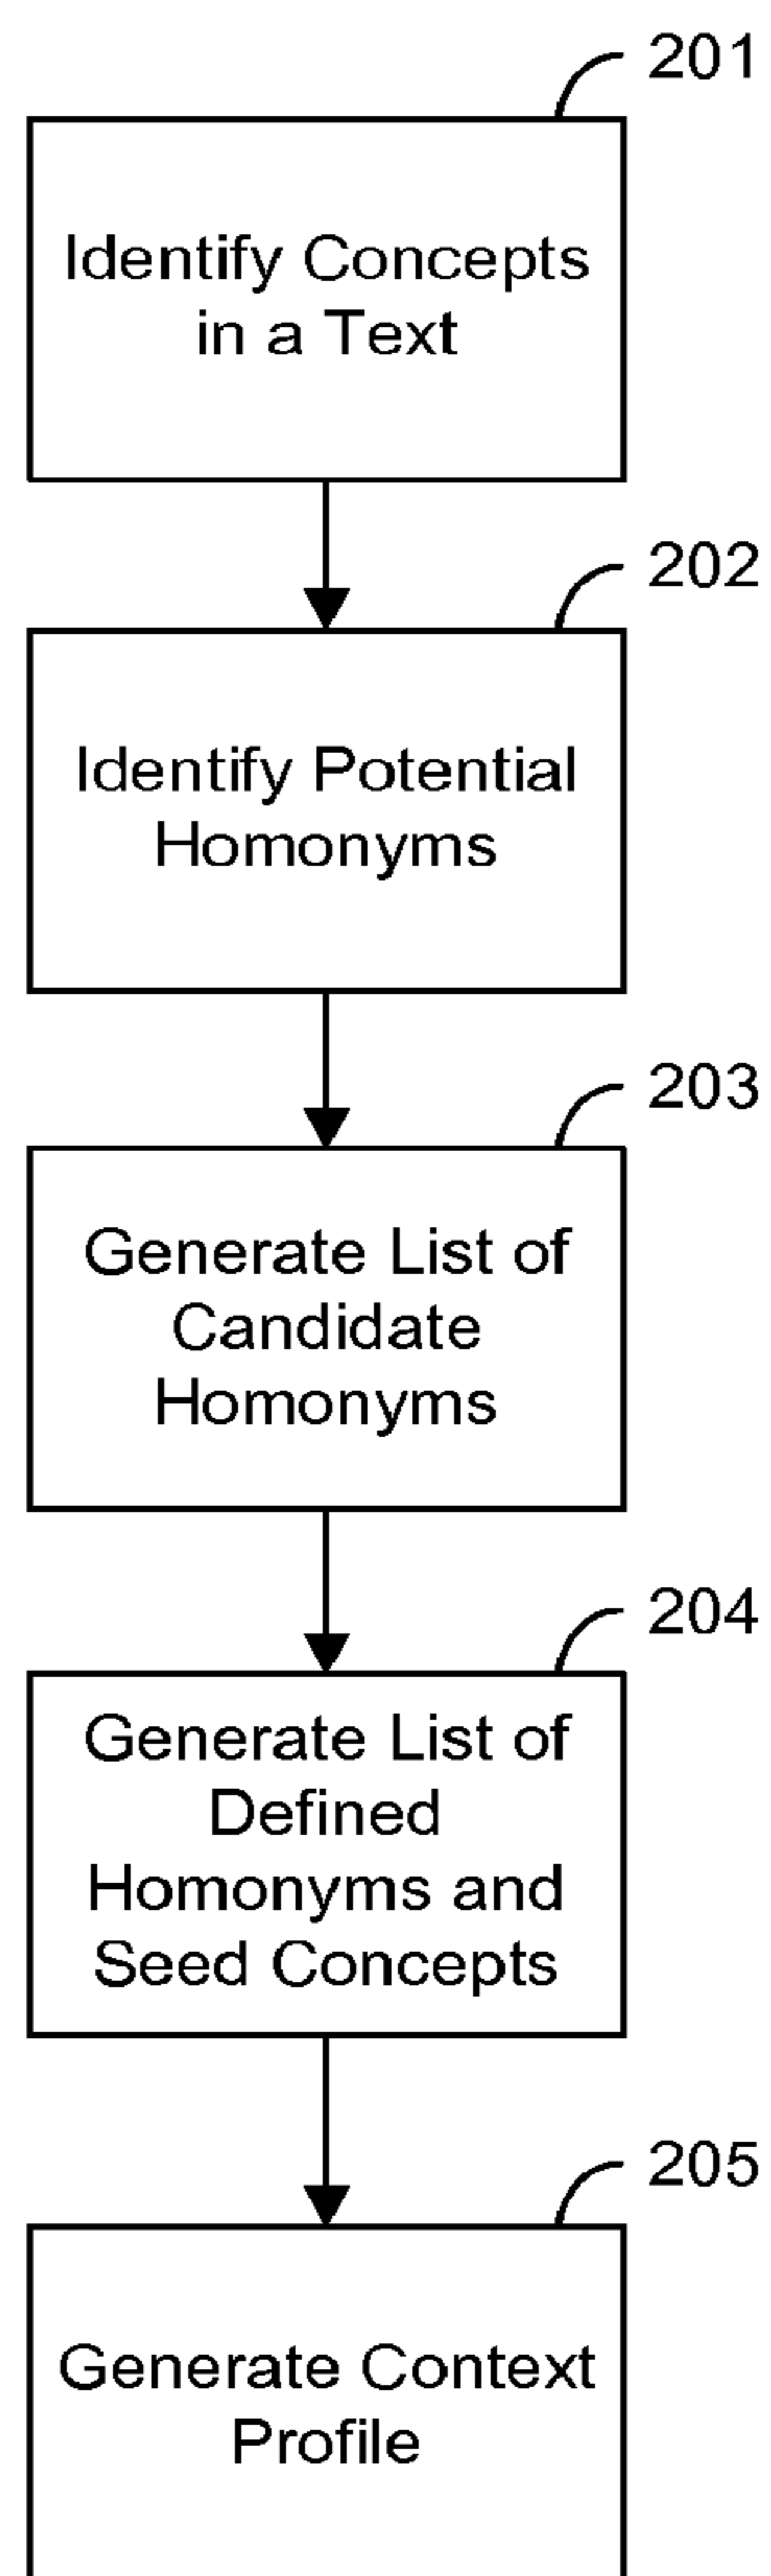 201
Identify Concepts
in a Text
202
Identify Potential
Homonyms
203
Generate List of
Candidate
Homonyms
204
Generate List of
Defined
Homonyms and
Seed Concepts
205
Generate Context
Profile